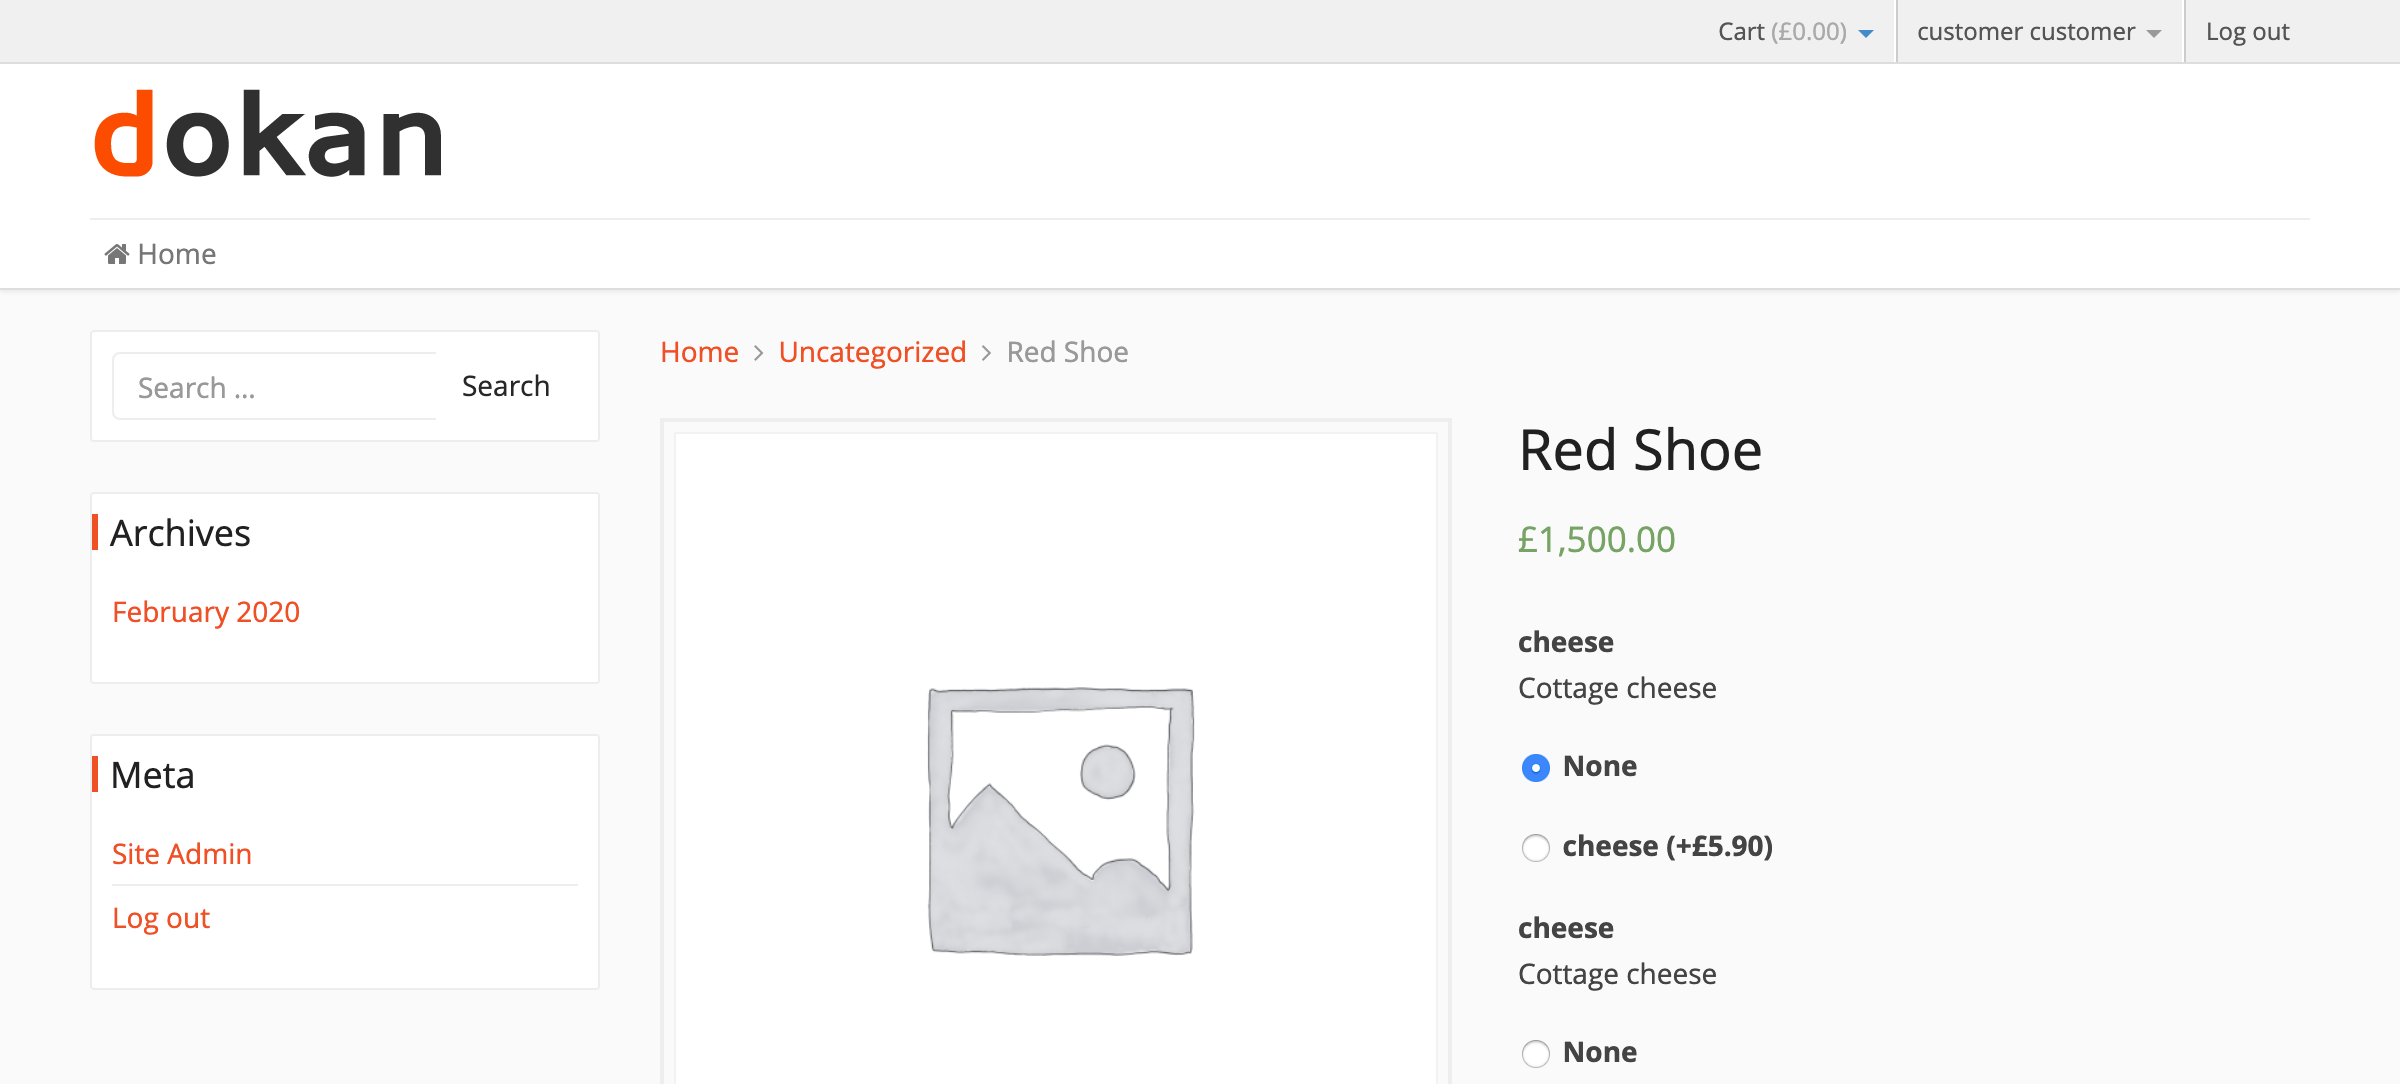 Cart (£0.00)
customer customer
Log out
dokan
Home
Search ...
Search
Archives
February 2020
Meta
Site Admin
Log out
Home > Uncategorized > Red Shoe
Red Shoe
£1,500.00
cheese
Cottage cheese
None
cheese (+£5.90)
cheese
Cottage cheese
None